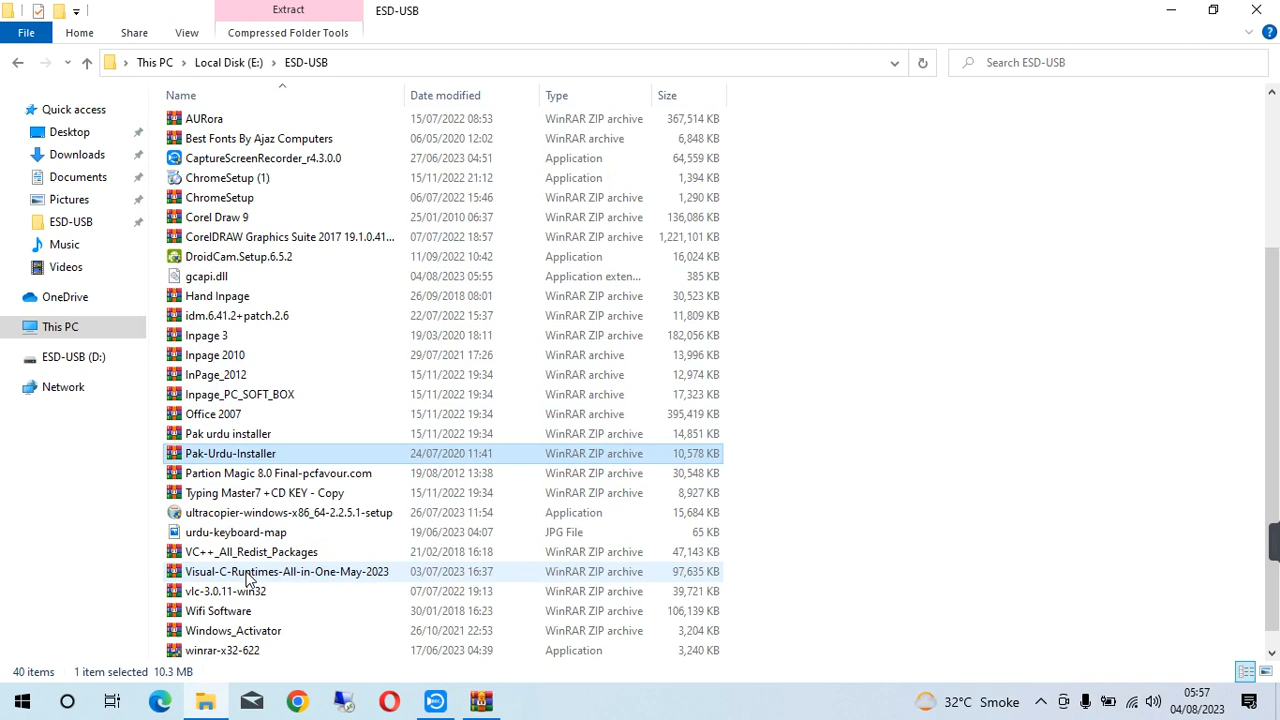 Extract ESD-USB
File Home Share View Compressed Folder Tools
This PC Local Disk (E:) ESD-USB Search ESD-USB
Name Date modified Type Size
Quick access
Desktop
Downloads
Documents
Pictures
ESD-USB
Music
Videos
OneDrive
This PC
ESD-USB (D:)
Network
AURora 15/07/2022 08:53 WinRAR ZIP archive 367,514 KB
Best Fonts By Ajaz Computers 06/05/2020 12:02 WinRAR archive 6,848 KB
CaptureScreenRecorder_r4.3.0.0 27/06/2023 04:51 Application 64,559 KB
ChromeSetup (1) 15/11/2022 21:12 Application 1,394 KB
ChromeSetup 06/07/2022 15:46 WinRAR ZIP archive 1,290 KB
Corel Draw 9 25/01/2010 06:37 WinRAR ZIP archive 136,086 KB
CorelDRAW Graphics Suite 2017 19.1.0.41... 07/07/2022 18:57 WinRAR ZIP archive 1,221,101 KB
DroidCam.Setup.6.5.2 11/09/2022 10:42 Application 16,024 KB
gcapi.dll 04/08/2023 05:55 Application exten... 385 KB
Hand Inpage 26/09/2018 08:01 WinRAR ZIP archive 30,523 KB
idm.6.41.2+patch.2.6 22/07/2022 15:37 WinRAR ZIP archive 11,809 KB
Inpage 3 19/03/2020 18:11 WinRAR ZIP archive 182,056 KB
Inpage 2010 29/07/2021 17:26 WinRAR archive 13,996 KB
InPage_2012 15/11/2022 19:34 WinRAR ZIP archive 12,974 KB
Inpage_PC_SOFT_BOX 15/11/2022 19:34 WinRAR archive 17,323 KB
Office 2007 15/11/2022 19:34 WinRAR archive 395,419 KB
Pak urdu installer 15/11/2022 19:34 WinRAR ZIP archive 14,851 KB
Pak-Urdu-Installer 24/07/2020 11:41 WinRAR ZIP archive 10,578 KB
Partion Magic 8.0 Final-pcfavour.com 19/08/2012 13:38 WinRAR ZIP archive 30,548 KB
Typing Master7 +CD KEY - Copy 15/11/2022 19:34 WinRAR ZIP archive 8,927 KB
ultracopier-windows-x86_64-2.2.5.1-setup 26/07/2023 11:54 Application 15,684 KB
urdu-keyboard-map 19/06/2023 04:07 JPG File 65 KB
VC++_All_Redist_Packages 21/02/2018 16:18 WinRAR ZIP archive 47,143 KB
Visual-C-Runtimes-All-in-One-May-2023 03/07/2023 16:37 WinRAR ZIP archive 97,635 KB
vlc-3.0.11-win32 07/07/2022 19:13 WinRAR ZIP archive 39,721 KB
Wifi Software 30/01/2018 16:23 WinRAR ZIP archive 106,139 KB
Windows_Activator 26/10/2021 22:53 WinRAR ZIP archive 3,204 KB
winrar-x32-622 17/06/2023 04:39 Application 3,240 KB
40 items 1 item selected 10.3 MB
32°C Smoke 05:57
04/08/2023